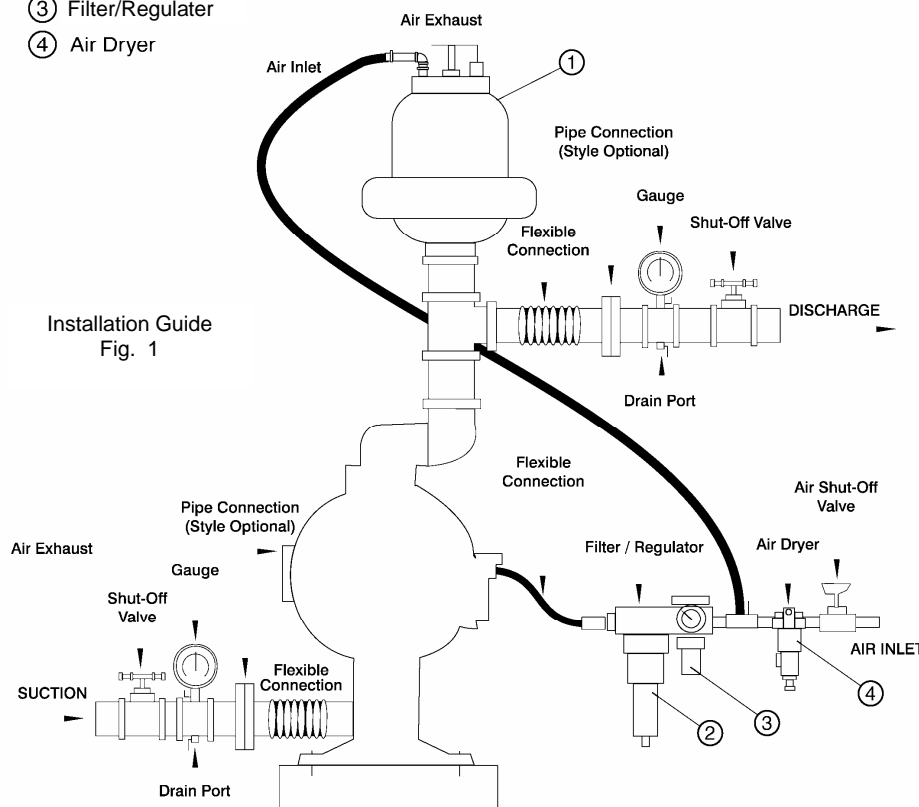 ③ Filter/Regulater
④ Air Dryer
Air Exhaust
Air Inlet
①
Pipe Connection
(Style Optional)
Gauge
Shut-Off Valve
Flexible
Connection
DISCHARGE
Installation Guide
Fig. 1
Drain Port
Flexible
Connection
Pipe Connection
(Style Optional)
Air Shut-Off
Valve
Air Exhaust
Filter / Regulator
Air Dryer
Gauge
Shut-Off
Valve
AIR INLET
Flexible
Connection
SUCTION
④
③
②
Drain Port